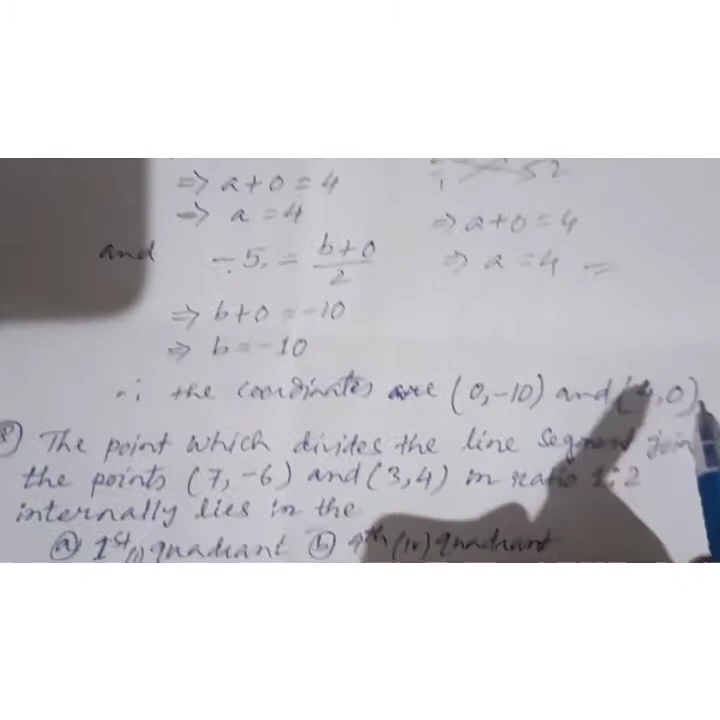 ⇒ a+0=4
⇒ a=4
⇒ a+0=4
and -5=(b+0)/2
⇒ a=4
⇒ b+0=-10
⇒ b=-10
∴ the coordinates are (0,-10) and (4,0)
8) The point which divides the line segment join
the points (7,-6) and (3,4) in ratio 1:2
internally lies in the
(a) 1st (I) quadrant (b) 4th (IV) quadrant